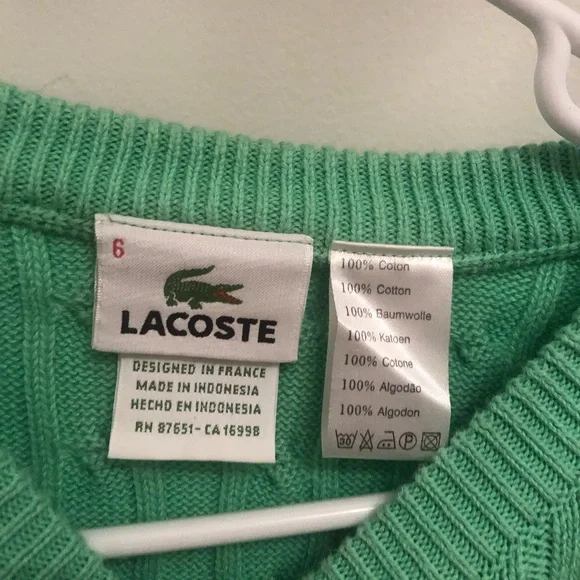 6
LACOSTE
DESIGNED IN FRANCE
MADE IN INDONESIA
HECHO EN INDONESIA
RN 87651-CA 16998
100% Coton
100% Cotton
100% Baumwolle
100% Katoen
100% Cotone
100% Algodão
100% Algodon
30
P